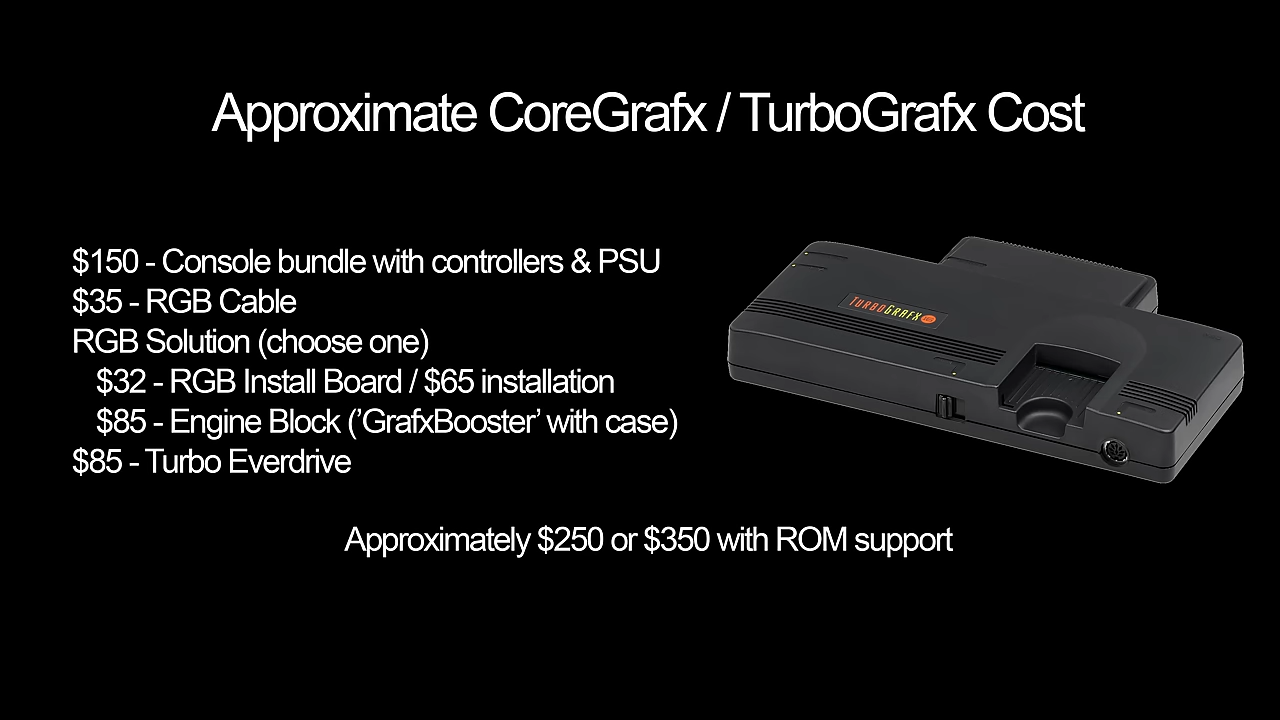 Approximate CoreGrafx / TurboGrafx Cost
$150 - Console bundle with controllers & PSU
$35 - RGB Cable
RGB Solution (choose one)
$32 - RGB Install Board / $65 installation
$85 - Engine Block ('GrafxBooster' with case)
$85 - Turbo Everdrive
Approximately $250 or $350 with ROM support
TURBOGRAFX